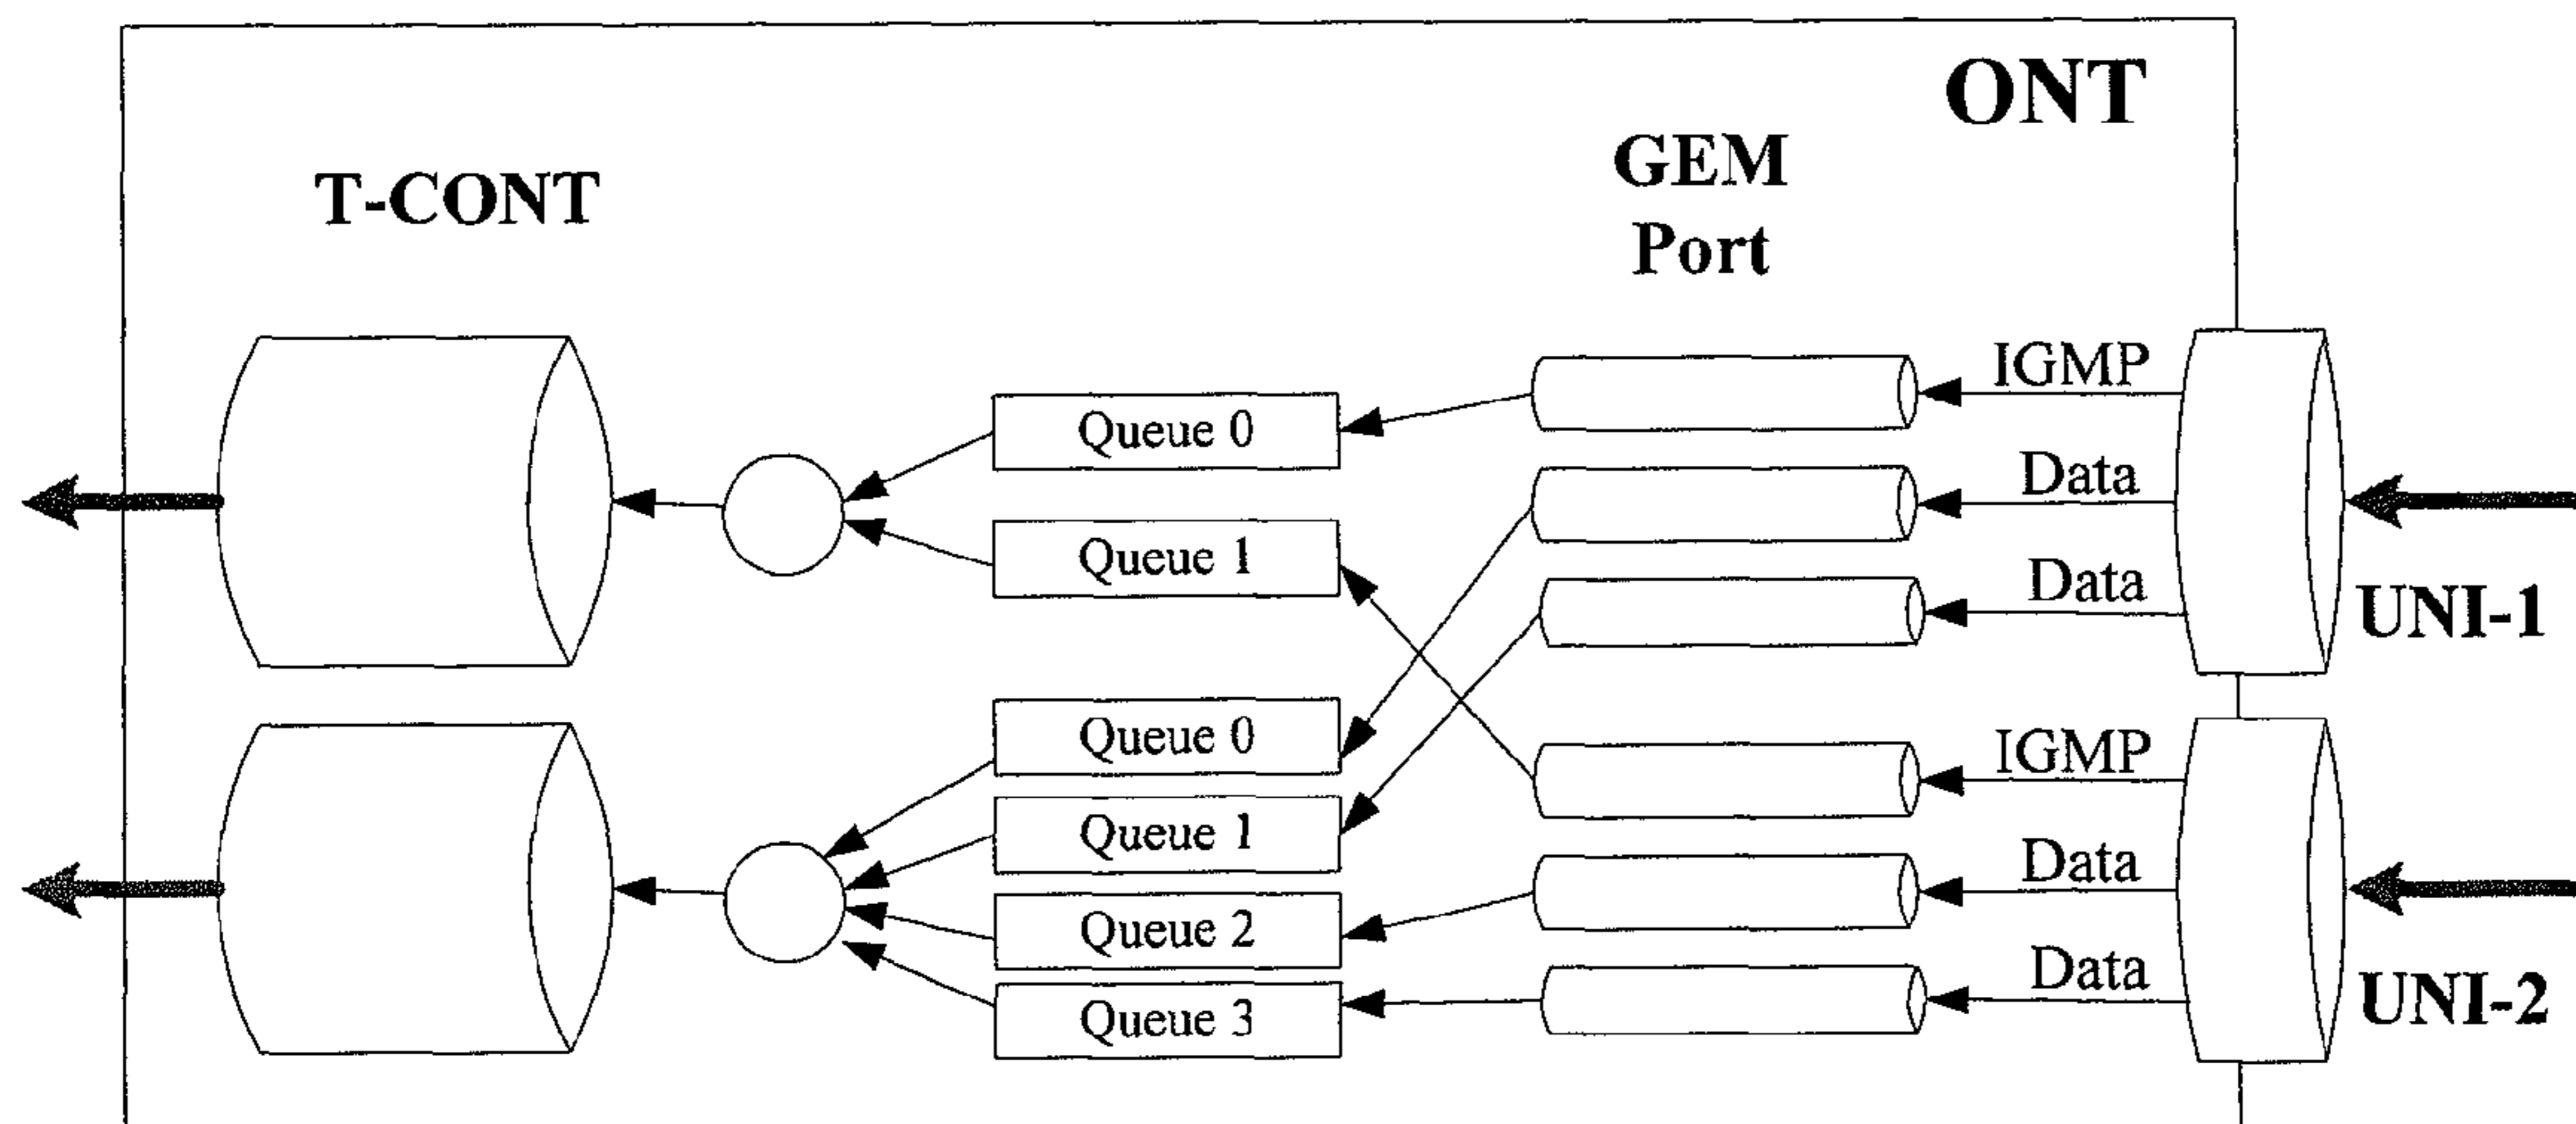 ONT
T-CONT
GEM
Port
IGMP
Queue 0
Data
Queue 1
Data
UNI-1
Queue 0
IGMP
Queue 1
Data
Queue 2
Data
UNI-2
Queue 3